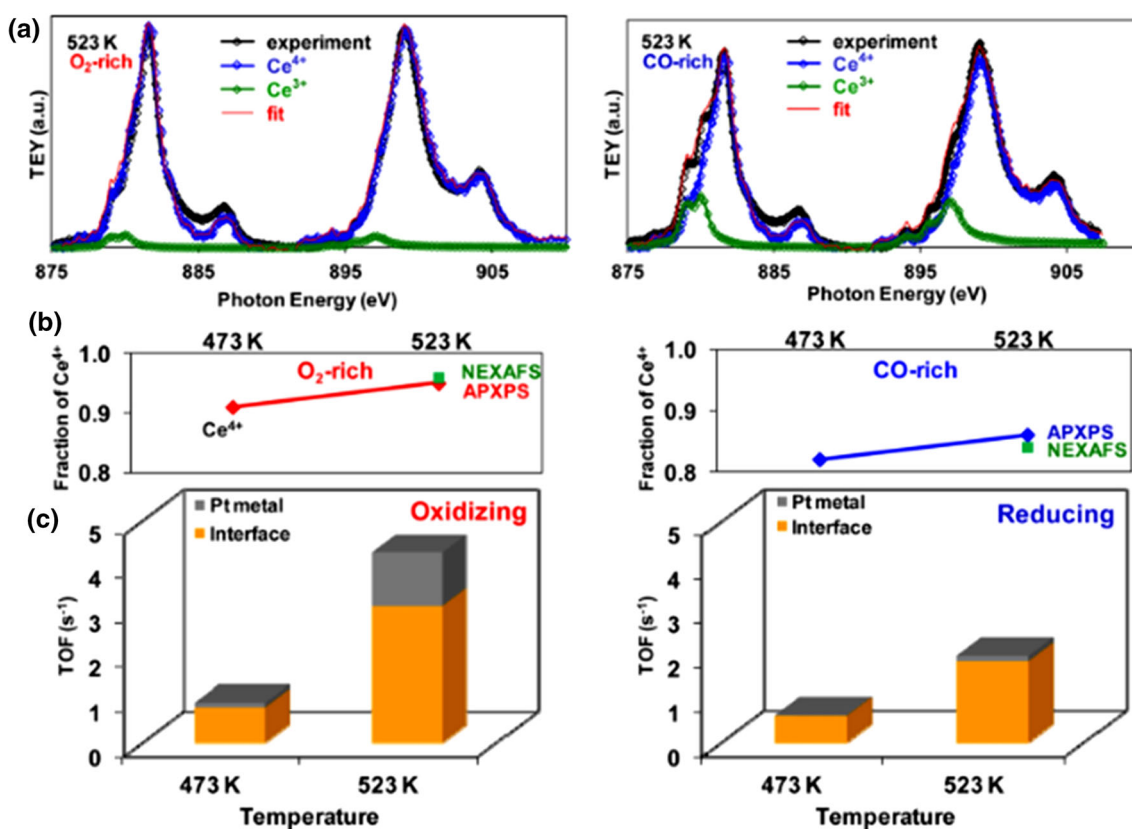 (a)
523 K
O₂-rich
experiment
Ce⁴⁺
Ce³⁺
fit
TEY (a.u.)
875 885 895 905
Photon Energy (eV)
523 K
CO-rich
experiment
Ce⁴⁺
Ce³⁺
fit
TEY (a.u.)
875 885 895 905
Photon Energy (eV)
(b)
473 K 523 K
1.0
0.9
0.8
Fraction of Ce⁴⁺
O₂-rich
NEXAFS
APXPS
Ce⁴⁺
473 K 523 K
1.0
0.9
0.8
Fraction of Ce⁴⁺
CO-rich
APXPS
NEXAFS
(c)
Pt metal
Interface
Oxidizing
5
4
3
2
1
0
TOF (s⁻¹)
473 K 523 K
Temperature
Pt metal
Interface
Reducing
5
4
3
2
1
0
TOF (s⁻¹)
473 K 523 K
Temperature